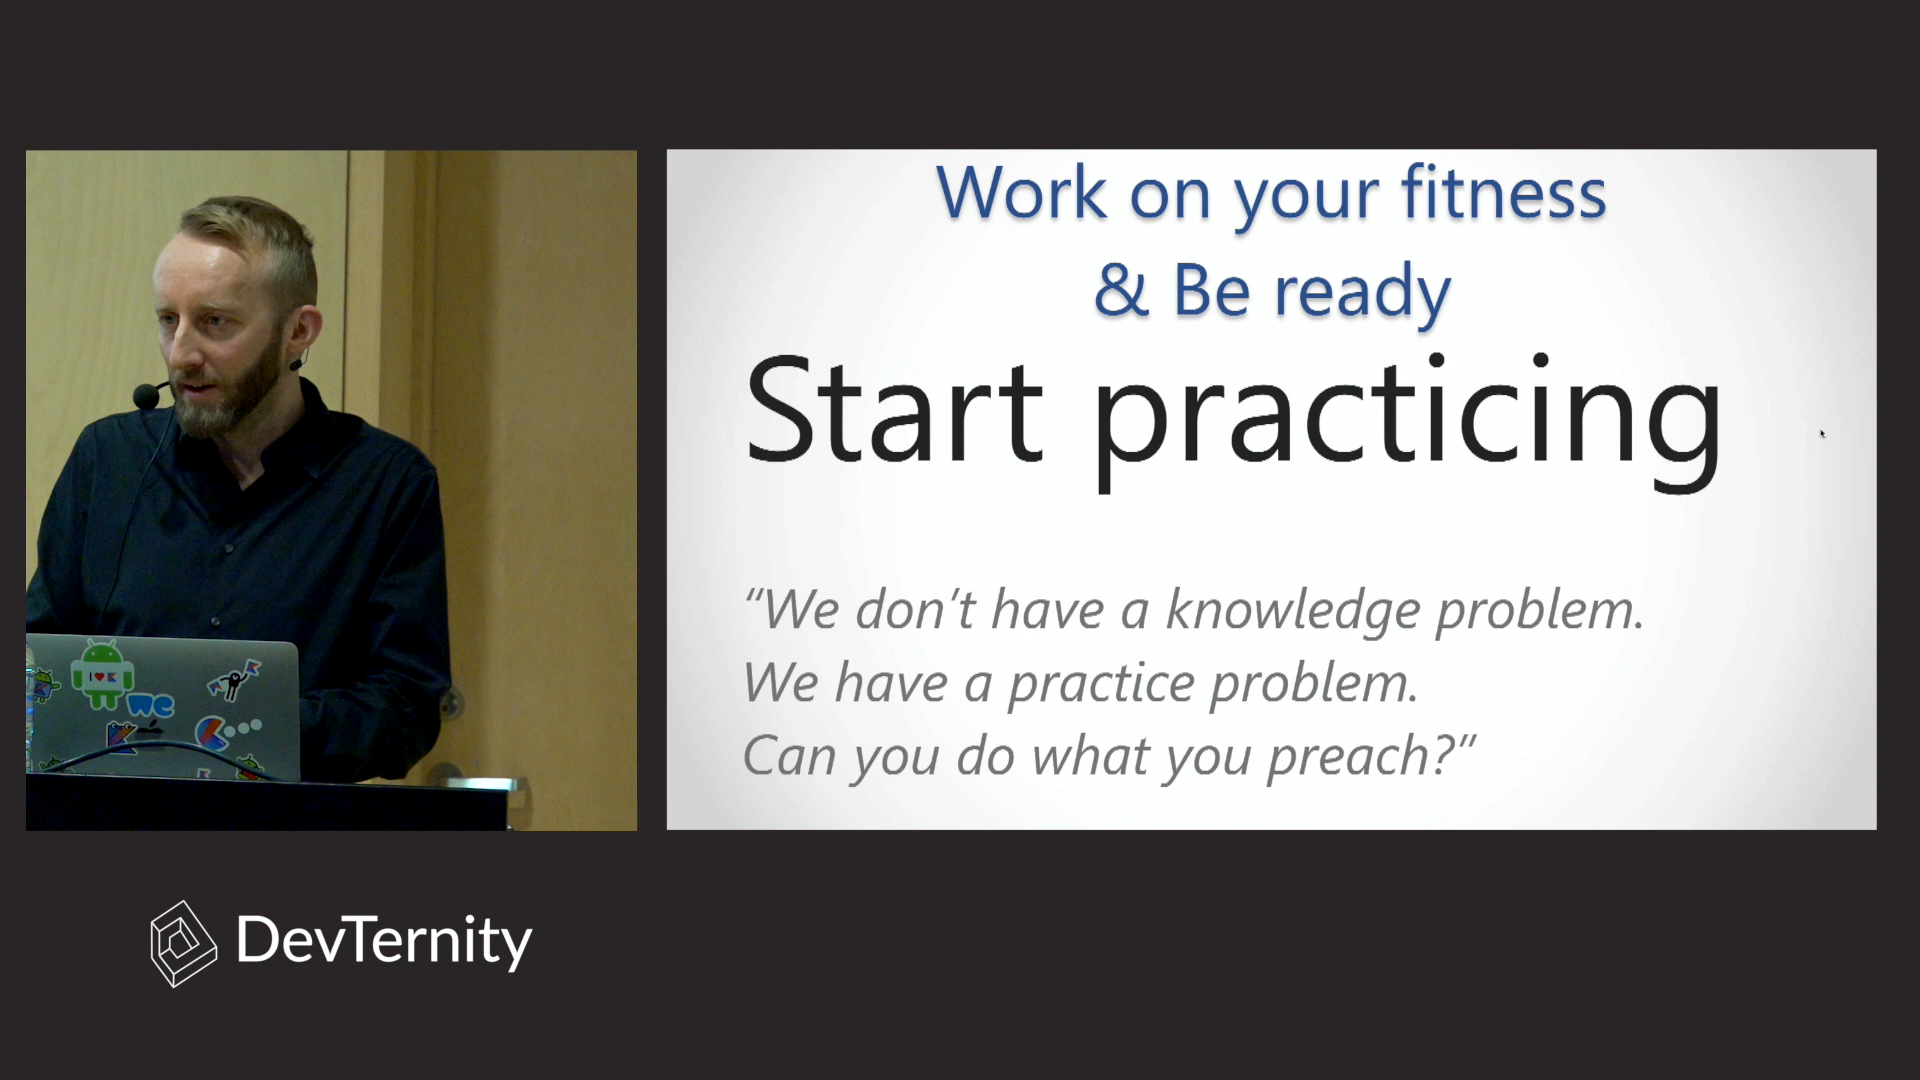 Work on your fitness
& Be ready
Start practicing
“We don’t have a knowledge problem.
We have a practice problem.
Can you do what you preach?”
I ♥ K
we
DevTernity